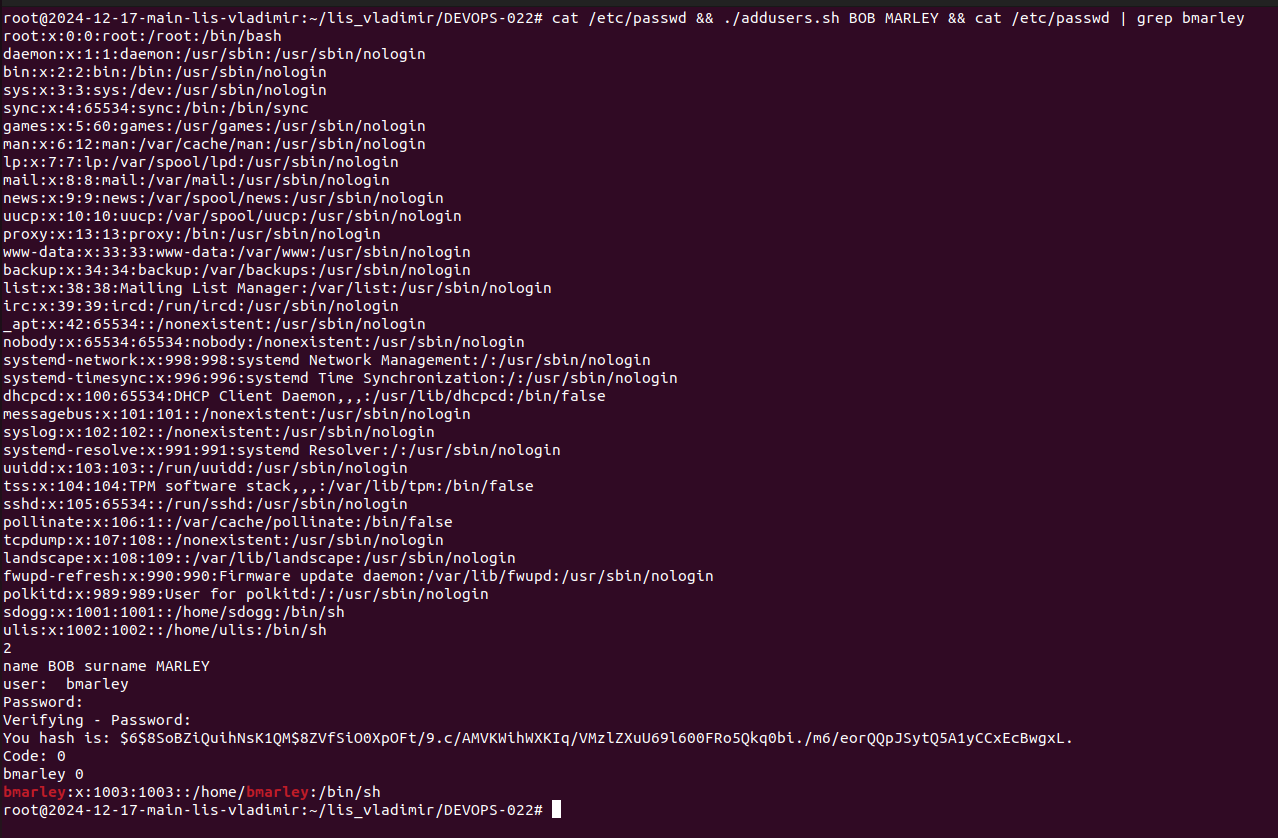 root@2024-12-17-main-lis-vladimir:~/lis_vladimir/DEVOPS-022# cat /etc/passwd && ./addusers.sh BOB MARLEY && cat /etc/passwd | grep bmarley
root:x:0:0:root:/root:/bin/bash
daemon:x:1:1:daemon:/usr/sbin:/usr/sbin/nologin
bin:x:2:2:bin:/bin:/usr/sbin/nologin
sys:x:3:3:sys:/dev:/usr/sbin/nologin
sync:x:4:65534:sync:/bin:/bin/sync
games:x:5:60:games:/usr/games:/usr/sbin/nologin
man:x:6:12:man:/var/cache/man:/usr/sbin/nologin
lp:x:7:7:lp:/var/spool/lpd:/usr/sbin/nologin
mail:x:8:8:mail:/var/mail:/usr/sbin/nologin
news:x:9:9:news:/var/spool/news:/usr/sbin/nologin
uucp:x:10:10:uucp:/var/spool/uucp:/usr/sbin/nologin
proxy:x:13:13:proxy:/bin:/usr/sbin/nologin
www-data:x:33:33:www-data:/var/www:/usr/sbin/nologin
backup:x:34:34:backup:/var/backups:/usr/sbin/nologin
list:x:38:38:Mailing List Manager:/var/list:/usr/sbin/nologin
irc:x:39:39:ircd:/run/ircd:/usr/sbin/nologin
_apt:x:42:65534::/nonexistent:/usr/sbin/nologin
nobody:x:65534:65534:nobody:/nonexistent:/usr/sbin/nologin
systemd-network:x:998:998:systemd Network Management:/:/usr/sbin/nologin
systemd-timesync:x:996:996:systemd Time Synchronization:/:/usr/sbin/nologin
dhcpcd:x:100:65534:DHCP Client Daemon,,,:/usr/lib/dhcpcd:/bin/false
messagebus:x:101:101::/nonexistent:/usr/sbin/nologin
syslog:x:102:102::/nonexistent:/usr/sbin/nologin
systemd-resolve:x:991:991:systemd Resolver:/:/usr/sbin/nologin
uuidd:x:103:103::/run/uuidd:/usr/sbin/nologin
tss:x:104:104:TPM software stack,,,:/var/lib/tpm:/bin/false
sshd:x:105:65534::/run/sshd:/usr/sbin/nologin
pollinate:x:106:1::/var/cache/pollinate:/bin/false
tcpdump:x:107:108::/nonexistent:/usr/sbin/nologin
landscape:x:108:109::/var/lib/landscape:/usr/sbin/nologin
fwupd-refresh:x:990:990:Firmware update daemon:/var/lib/fwupd:/usr/sbin/nologin
polkitd:x:989:989:User for polkitd:/:/usr/sbin/nologin
sdogg:x:1001:1001::/home/sdogg:/bin/sh
ulis:x:1002:1002::/home/ulis:/bin/sh
2
name BOB surname MARLEY
user:  bmarley
Password:
Verifying - Password:
You hash is: $6$8SoBZiQuihNsK1QM$8ZVfSiO0XpOFt/9.c/AMVKWihWXKIq/VMzlZXuU69l600FRo5Qkq0bi./m6/eorQQpJSytQ5A1yCCxEcBwgxL.
Code: 0
bmarley 0
bmarley:x:1003:1003::/home/bmarley:/bin/sh
root@2024-12-17-main-lis-vladimir:~/lis_vladimir/DEVOPS-022#